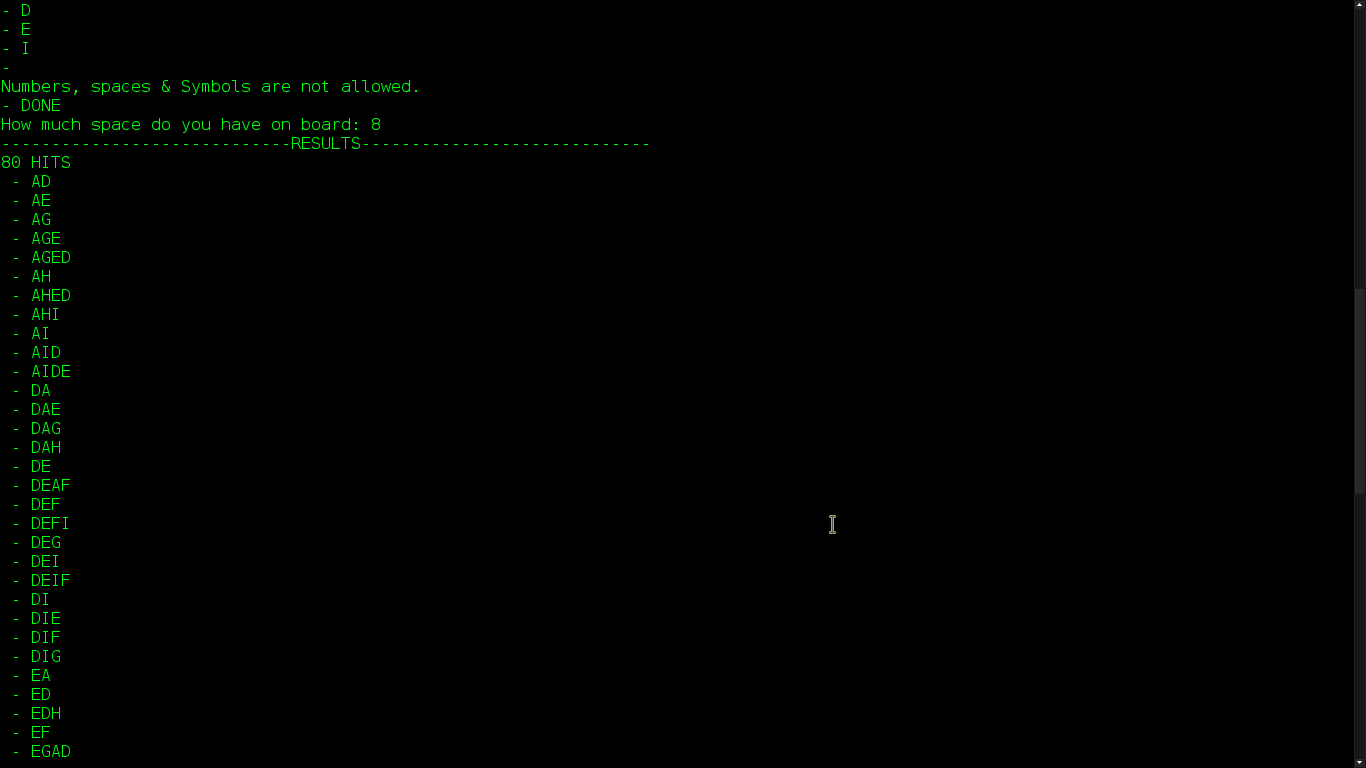 - D
- E
- I
-
Numbers, spaces & Symbols are not allowed.
- DONE
How much space do you have on board: 8
-----------------------------RESULTS-----------------------------
80 HITS
 - AD
 - AE
 - AG
 - AGE
 - AGED
 - AH
 - AHED
 - AHI
 - AI
 - AID
 - AIDE
 - DA
 - DAE
 - DAG
 - DAH
 - DE
 - DEAF
 - DEF
 - DEFI
 - DEG
 - DEI
 - DEIF
 - DI
 - DIE
 - DIF
 - DIG
 - EA
 - ED
 - EDH
 - EF
 - EGAD